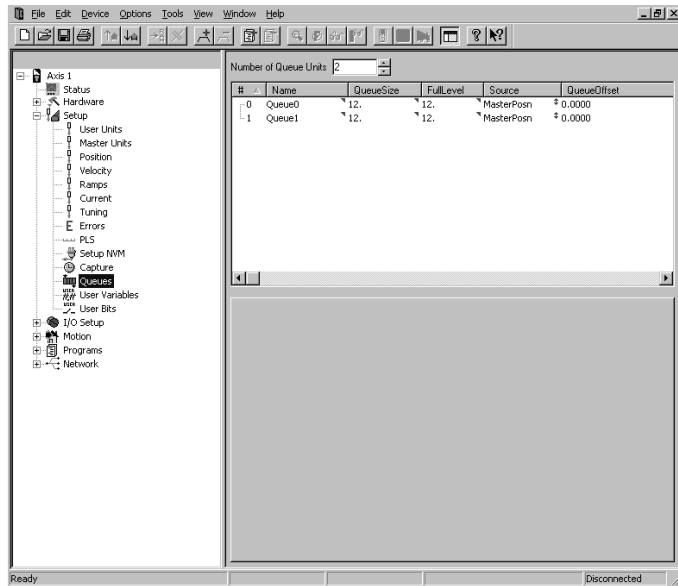 File Edit Device Options Tools View Window Help
Number of Queue Units 2
# Name QueueSize FullLevel Source QueueOffset
0 Queue0 12. 12. MasterPosn 0.0000
1 Queue1 12. 12. MasterPosn 0.0000
Axis 1
Status
Hardware
Setup
User Units
Master Units
Position
Velocity
Ramps
Current
Tuning
E Errors
PLS
Setup NVM
Capture
Queues
User Variables
User Bits
I/O Setup
Motion
Programs
Network
Ready Disconnected